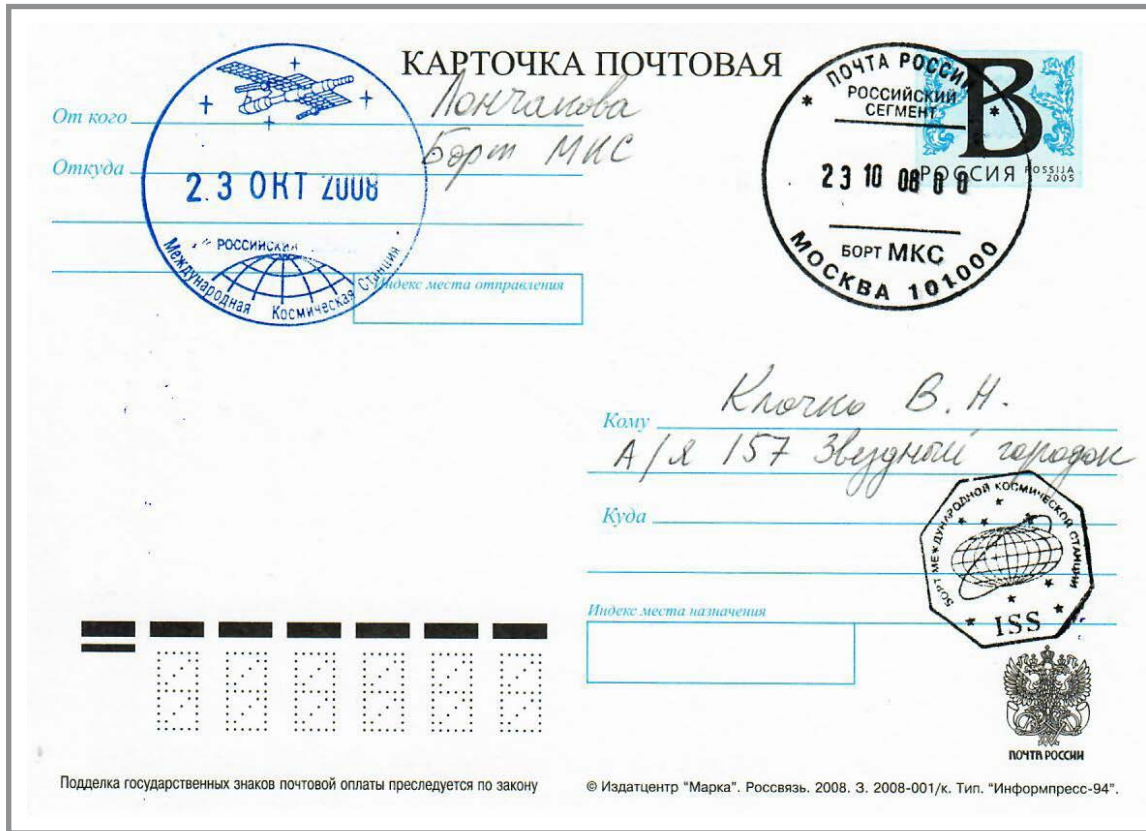 КАРТОЧКА ПОЧТОВАЯ
От кого Лончакова
Откуда Борт МКС
23 ОКТ 2008
РОССИЙСКИЙ
Международная Космическая Станция
Индекс места отправления
ПОЧТА РОССИИ
РОССИЙСКИЙ
СЕГМЕНТ
23 10 08
БОРТ МКС
МОСКВА 101000
В
РОССИЯ ROSSIJA
2005
Кому Клочко В. Н.
А/Я 157 Звездный городок
Куда
БОРТ МЕЖДУНАРОДНОЙ КОСМИЧЕСКОЙ СТАНЦИИ
ISS
Индекс места назначения
ПОЧТА РОССИИ
Подделка государственных знаков почтовой оплаты преследуется по закону
© Издатцентр "Марка". Россвязь. 2008. З. 2008-001/к. Тип. "Информпресс-94".